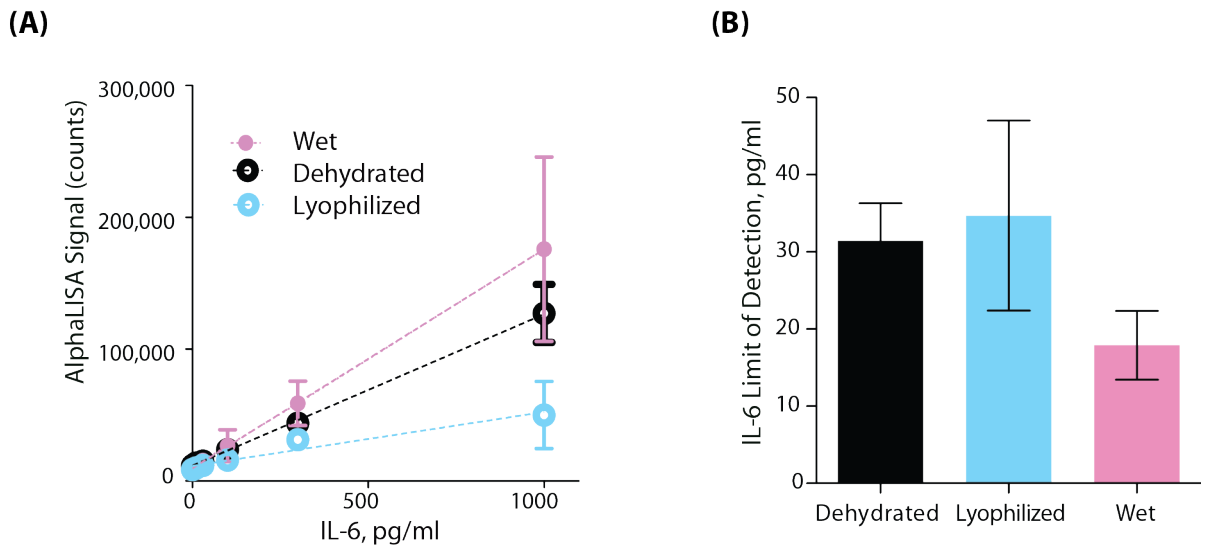 (A)
AlphaLISA Signal (counts)
300,000
200,000
100,000
0
Wet
Dehydrated
Lyophilized
0
500
1000
IL-6, pg/ml
(B)
IL-6 Limit of Detection, pg/ml
50
40
30
20
10
0
Dehydrated
Lyophilized
Wet